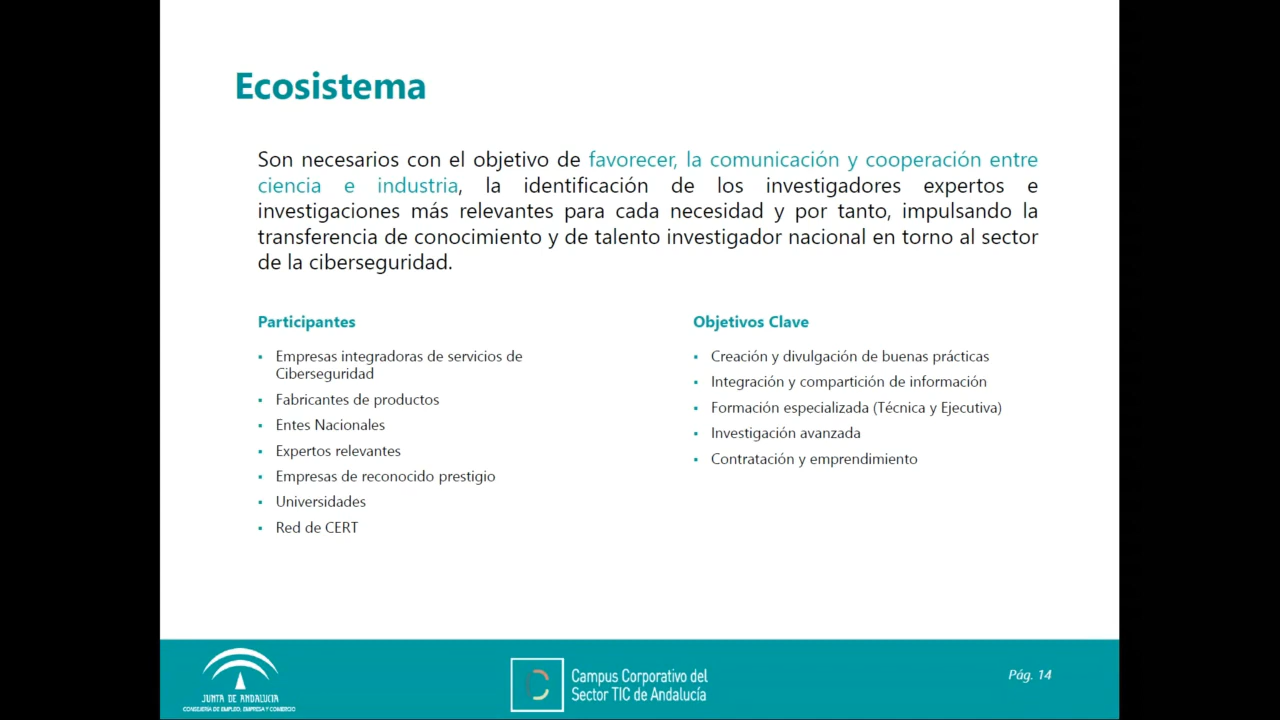 Ecosistema
Son necesarios con el objetivo de favorecer, la comunicación y cooperación entre
ciencia e industria, la identificación de los investigadores expertos e
investigaciones más relevantes para cada necesidad y por tanto, impulsando la
transferencia de conocimiento y de talento investigador nacional en torno al sector
de la ciberseguridad.
Participantes
▪ Empresas integradoras de servicios de
Ciberseguridad
▪ Fabricantes de productos
▪ Entes Nacionales
▪ Expertos relevantes
▪ Empresas de reconocido prestigio
▪ Universidades
▪ Red de CERT
Objetivos Clave
▪ Creación y divulgación de buenas prácticas
▪ Integración y compartición de información
▪ Formación especializada (Técnica y Ejecutiva)
▪ Investigación avanzada
▪ Contratación y emprendimiento
JUNTA DE ANDALUCIA
CONSEJERÍA DE EMPLEO, EMPRESA Y COMERCIO
Campus Corporativo del
Sector TIC de Andalucía
Pág. 14